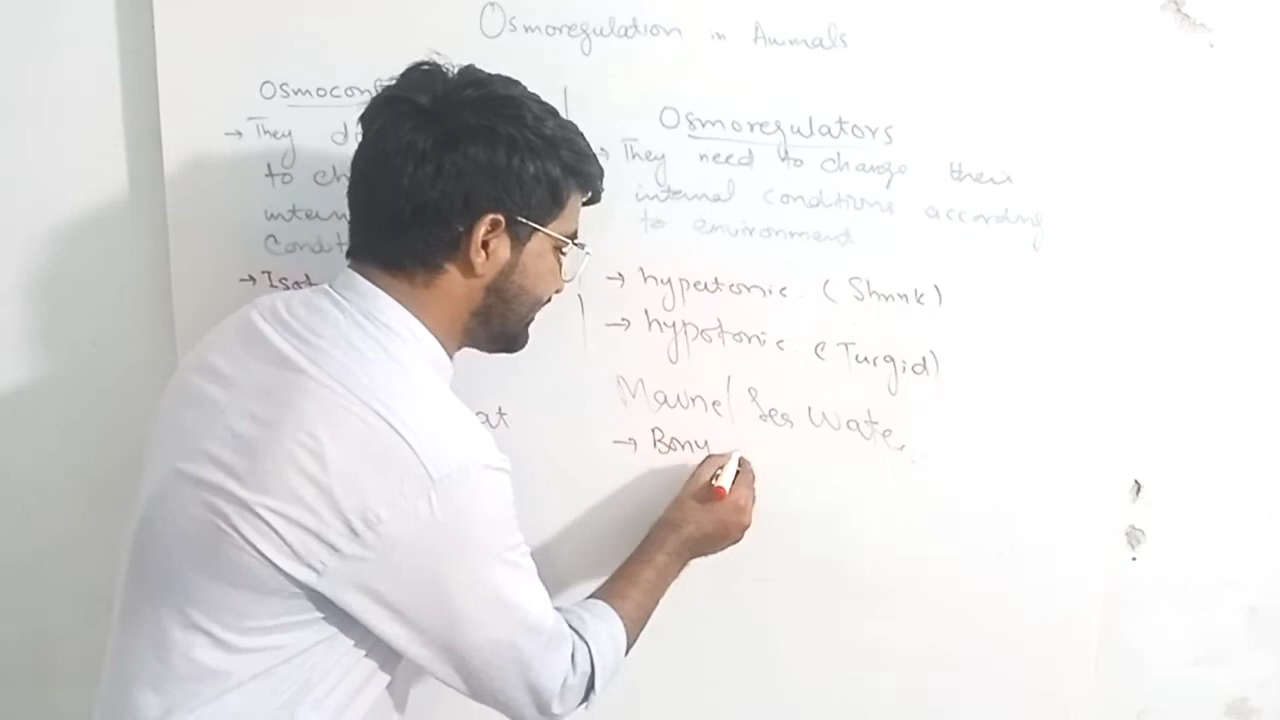 Osmoregulation in Animals
Osmocon
→ They do
to ch
intern
Condit
→ Isot
at
Osmoregulators
→ They need to change their
internal conditions according
to environment
→ hypertonic (Shrink)
→ hypotonic (Turgid)
Marine/ Sea Water
→ Bony